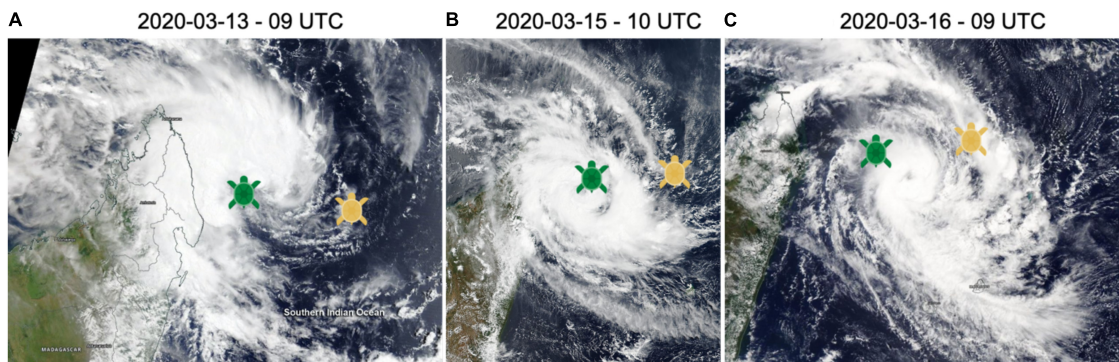 A
2020-03-13 - 09 UTC
B
2020-03-15 - 10 UTC
C
2020-03-16 - 09 UTC
Southern Indian Ocean
MADAGASCAR